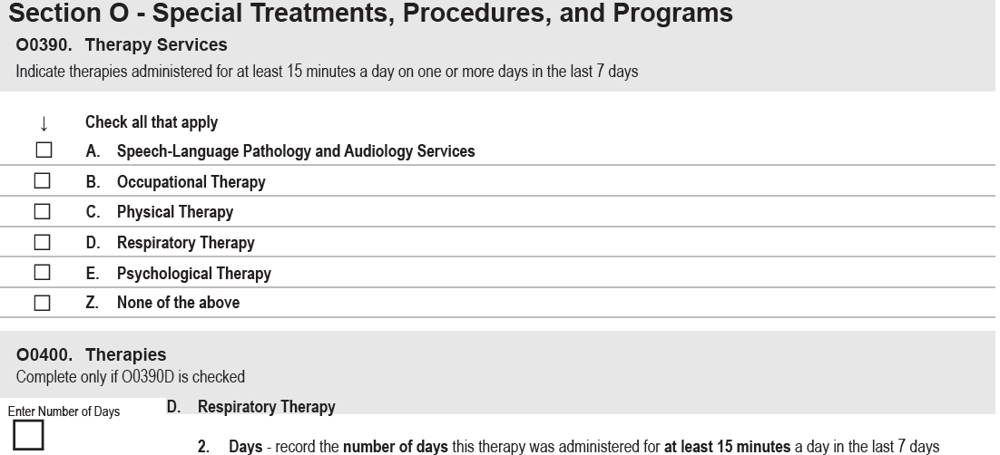 Section O - Special Treatments, Procedures, and Programs
O0390. Therapy Services
Indicate therapies administered for at least 15 minutes a day on one or more days in the last 7 days
↓ Check all that apply
☐ A. Speech-Language Pathology and Audiology Services
☐ B. Occupational Therapy
☐ C. Physical Therapy
☐ D. Respiratory Therapy
☐ E. Psychological Therapy
☐ Z. None of the above
O0400. Therapies
Complete only if O0390D is checked
Enter Number of Days
D. Respiratory Therapy
2. Days - record the number of days this therapy was administered for at least 15 minutes a day in the last 7 days